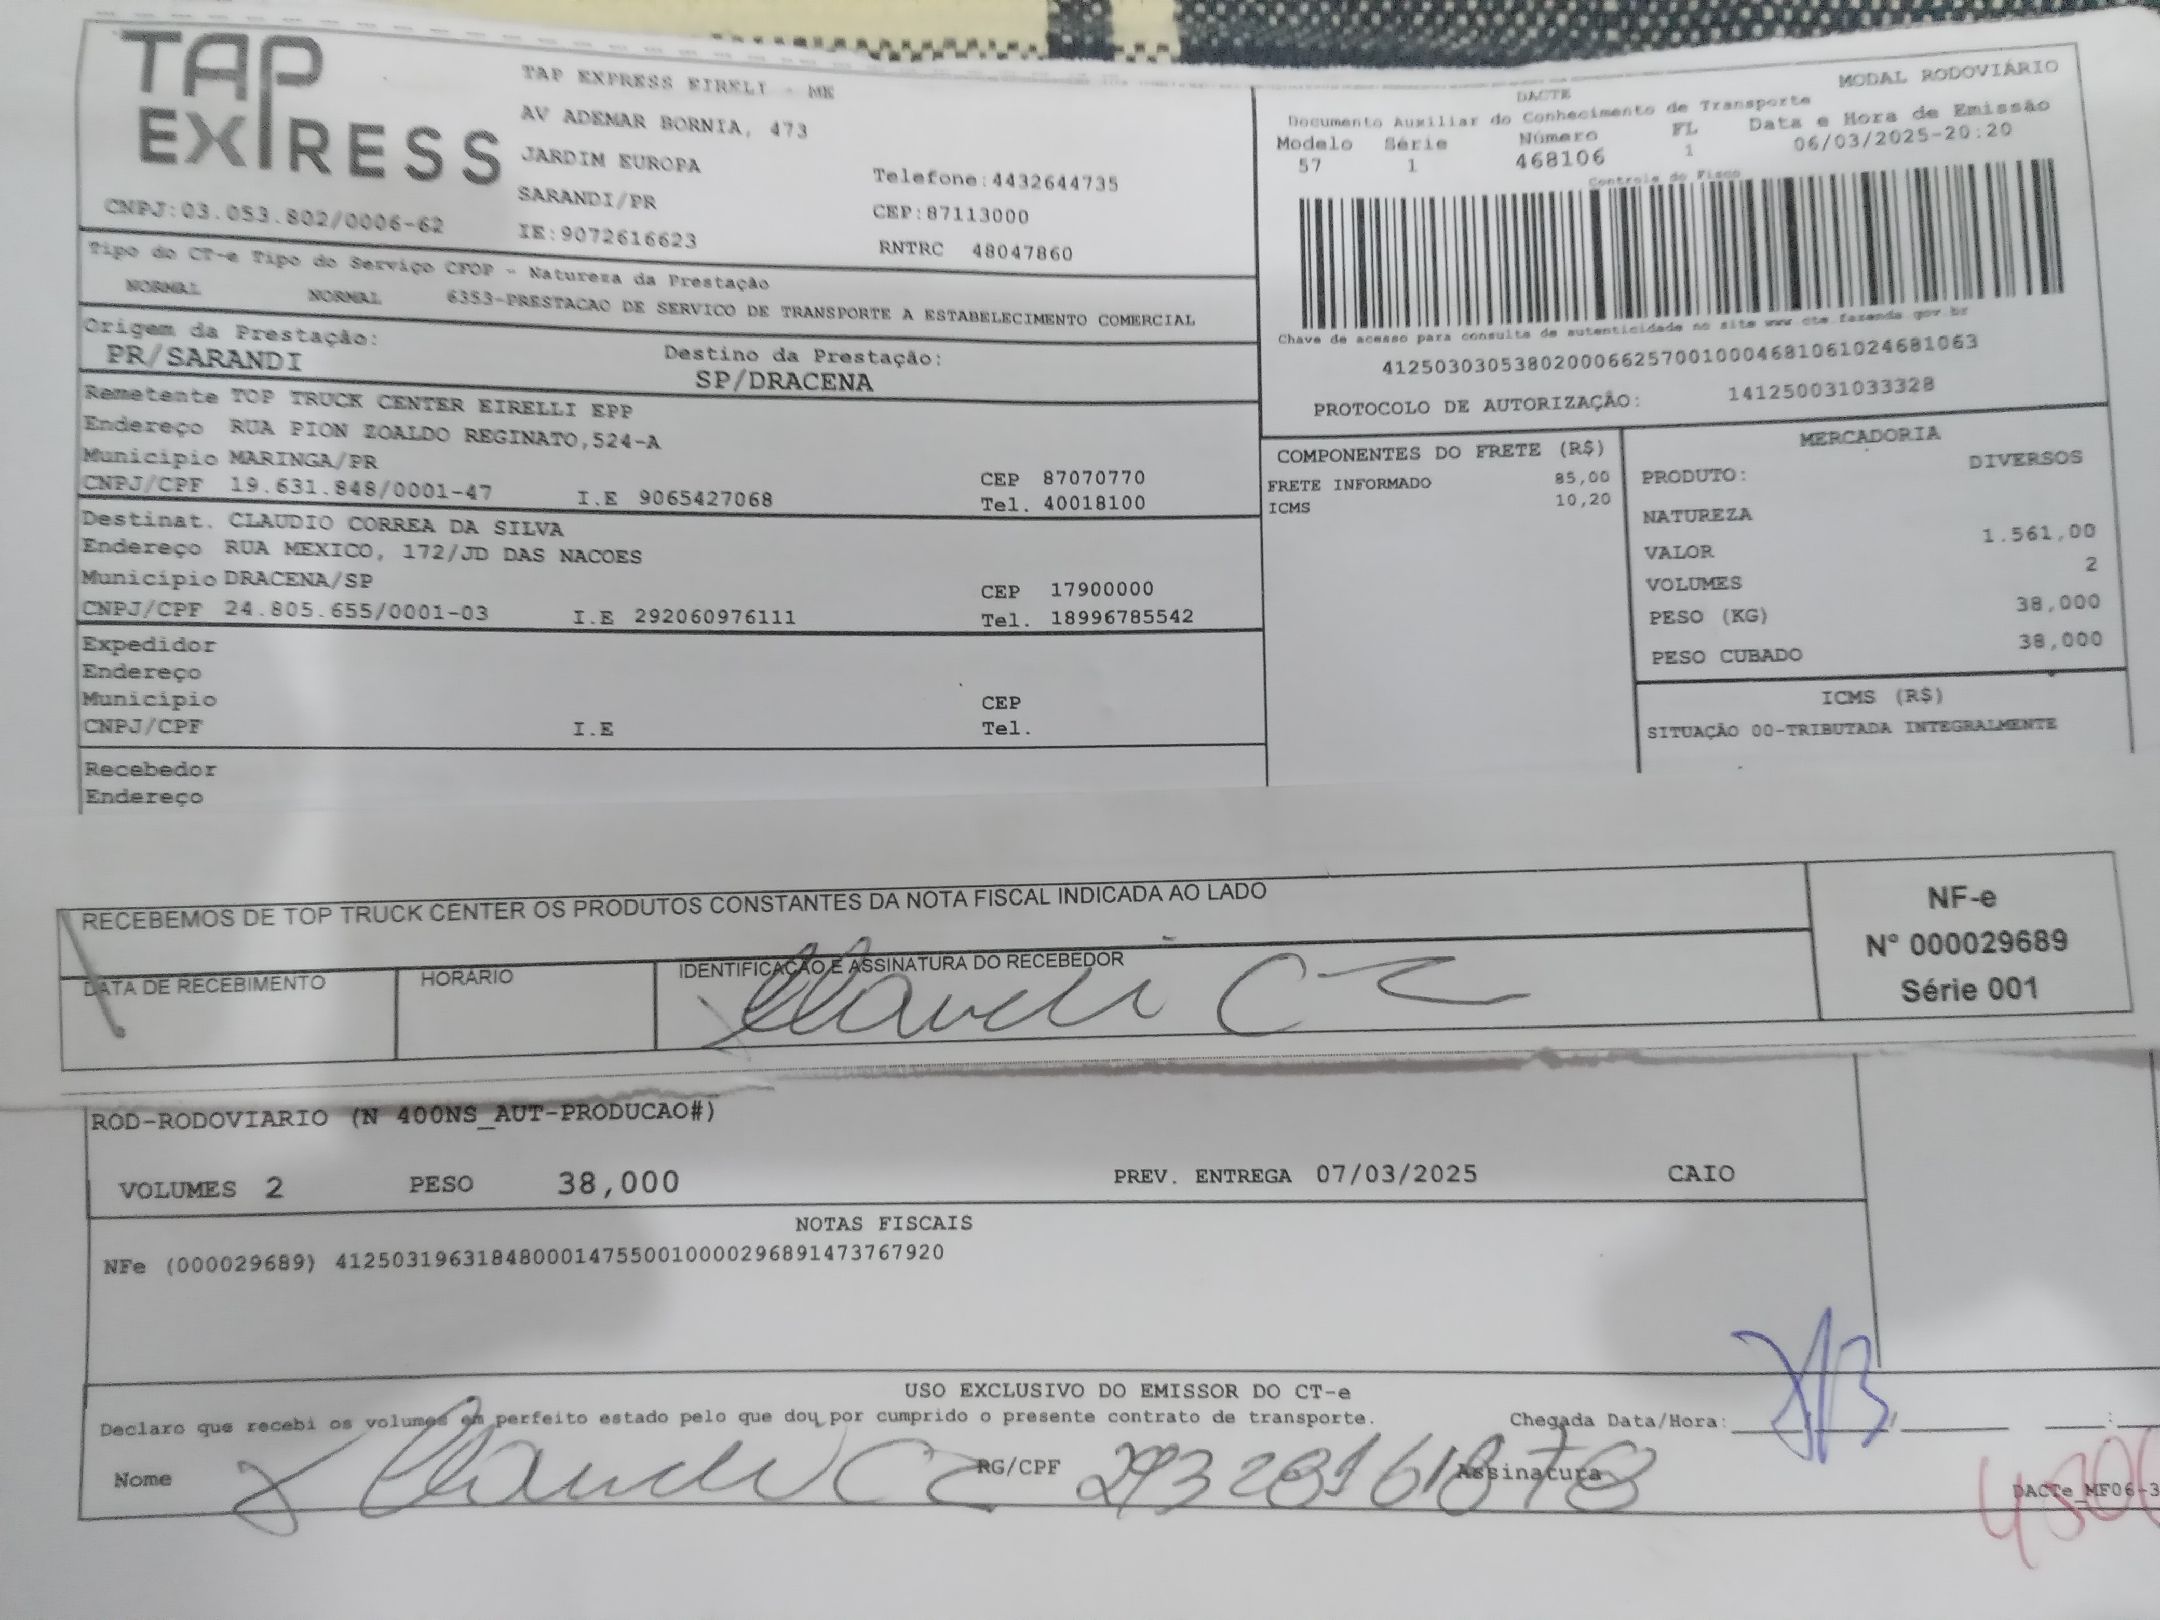 TAP
EXPRESS
TAP EXPRESS EIRELI - ME
AV ADEMAR BORNIA, 473
JARDIM EUROPA
SARANDI/PR
Telefone:4432644735
CEP:87113000
CNPJ:03.053.802/0006-62
IE:9072616623
RNTRC 48047860
Tipo do CT-e Tipo do Serviço CFOP - Natureza da Prestação
NORMAL NORMAL 6353-PRESTACAO DE SERVICO DE TRANSPORTE A ESTABELECIMENTO COMERCIAL
Origem da Prestação:
PR/SARANDI
Destino da Prestação:
SP/DRACENA
Remetente TOP TRUCK CENTER EIRELLI EPP
Endereço RUA PION ZOALDO REGINATO,524-A
Municipio MARINGA/PR CEP 87070770
CNPJ/CPF 19.631.848/0001-47 I.E 9065427068 Tel. 40018100
Destinat. CLAUDIO CORREA DA SILVA
Endereço RUA MEXICO, 172/JD DAS NACOES
Município DRACENA/SP CEP 17900000
CNPJ/CPF 24.805.655/0001-03 I.E 292060976111 Tel. 18996785542
Expedidor
Endereço
Município CEP
CNPJ/CPF I.E Tel.
Recebedor
Endereço
MODAL RODOVIÁRIO
DACTE
Documento Auxiliar do Conhecimento de Transporte
Modelo Série Número FL Data e Hora de Emissão
57 1 468106 1 06/03/2025-20:20
Controle do Fisco
Chave de acesso para consulta de autenticidade no site www.cte.fazenda.gov.br
41250303053802000662570010004681061024681063
PROTOCOLO DE AUTORIZAÇÃO: 141250031033328
COMPONENTES DO FRETE (R$)
FRETE INFORMADO 85,00
ICMS 10,20
MERCADORIA
PRODUTO: DIVERSOS
NATUREZA
VALOR 1.561,00
VOLUMES 2
PESO (KG) 38,000
PESO CUBADO 38,000
ICMS (R$)
SITUAÇÃO 00-TRIBUTADA INTEGRALMENTE
RECEBEMOS DE TOP TRUCK CENTER OS PRODUTOS CONSTANTES DA NOTA FISCAL INDICADA AO LADO
DATA DE RECEBIMENTO
HORÁRIO
IDENTIFICAÇÃO E ASSINATURA DO RECEBEDOR
NF-e
N° 000029689
Série 001
ROD-RODOVIARIO (N 400NS_AUT-PRODUCAO#)
VOLUMES 2 PESO 38,000 PREV. ENTREGA 07/03/2025 CAIO
NOTAS FISCAIS
NFe (000029689) 41250319631848000147550010000296891473767920
USO EXCLUSIVO DO EMISSOR DO CT-e
Declaro que recebi os volumes em perfeito estado pelo que dou por cumprido o presente contrato de transporte.
Chegada Data/Hora:
Nome
RG/CPF
Assinatura
DACTe_MF06-3